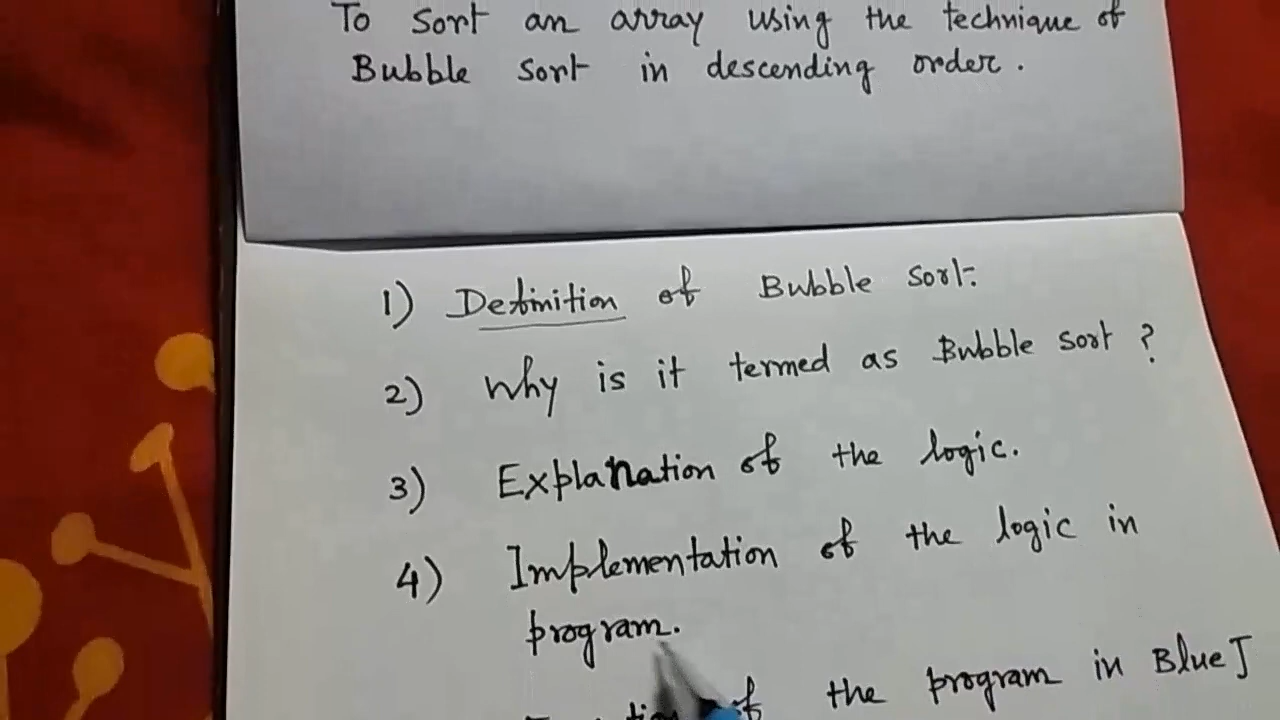 To sort an array using the technique of
Bubble sort in descending order.
1) Definition of Bubble sort:
2) Why is it termed as Bubble sort ?
3) Explanation of the logic.
4) Implementation of the logic in
program.
of the program in BlueJ